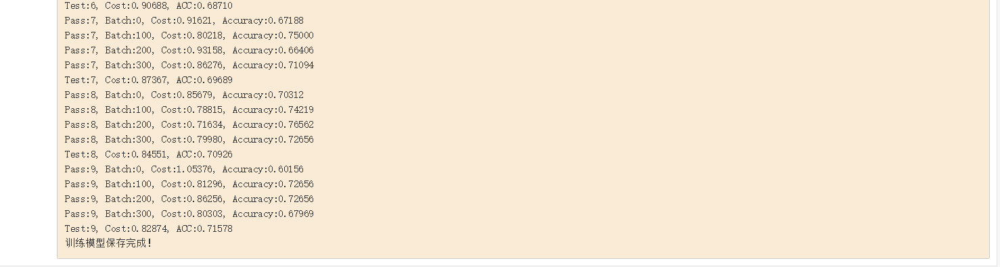 Test:6, Cost:0.90688, ACC:0.68710
Pass:7, Batch:0, Cost:0.91621, Accuracy:0.67188
Pass:7, Batch:100, Cost:0.80218, Accuracy:0.75000
Pass:7, Batch:200, Cost:0.93158, Accuracy:0.66406
Pass:7, Batch:300, Cost:0.86276, Accuracy:0.71094
Test:7, Cost:0.87367, ACC:0.69689
Pass:8, Batch:0, Cost:0.85679, Accuracy:0.70312
Pass:8, Batch:100, Cost:0.78815, Accuracy:0.74219
Pass:8, Batch:200, Cost:0.71634, Accuracy:0.76562
Pass:8, Batch:300, Cost:0.79980, Accuracy:0.72656
Test:8, Cost:0.84551, ACC:0.70926
Pass:9, Batch:0, Cost:1.05376, Accuracy:0.60156
Pass:9, Batch:100, Cost:0.81296, Accuracy:0.72656
Pass:9, Batch:200, Cost:0.86256, Accuracy:0.72656
Pass:9, Batch:300, Cost:0.80303, Accuracy:0.67969
Test:9, Cost:0.82874, ACC:0.71578
训练模型保存完成!